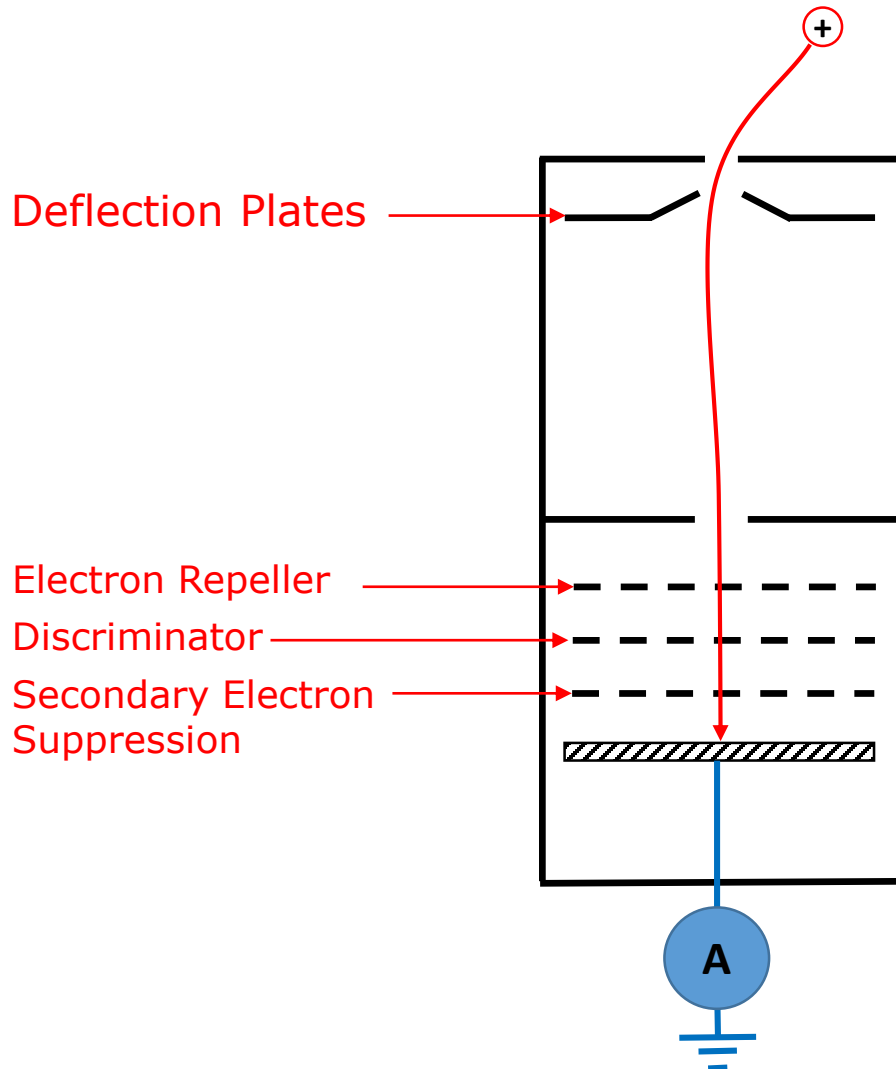 +
Deflection Plates
Electron Repeller
Discriminator
Secondary Electron
Suppression
A